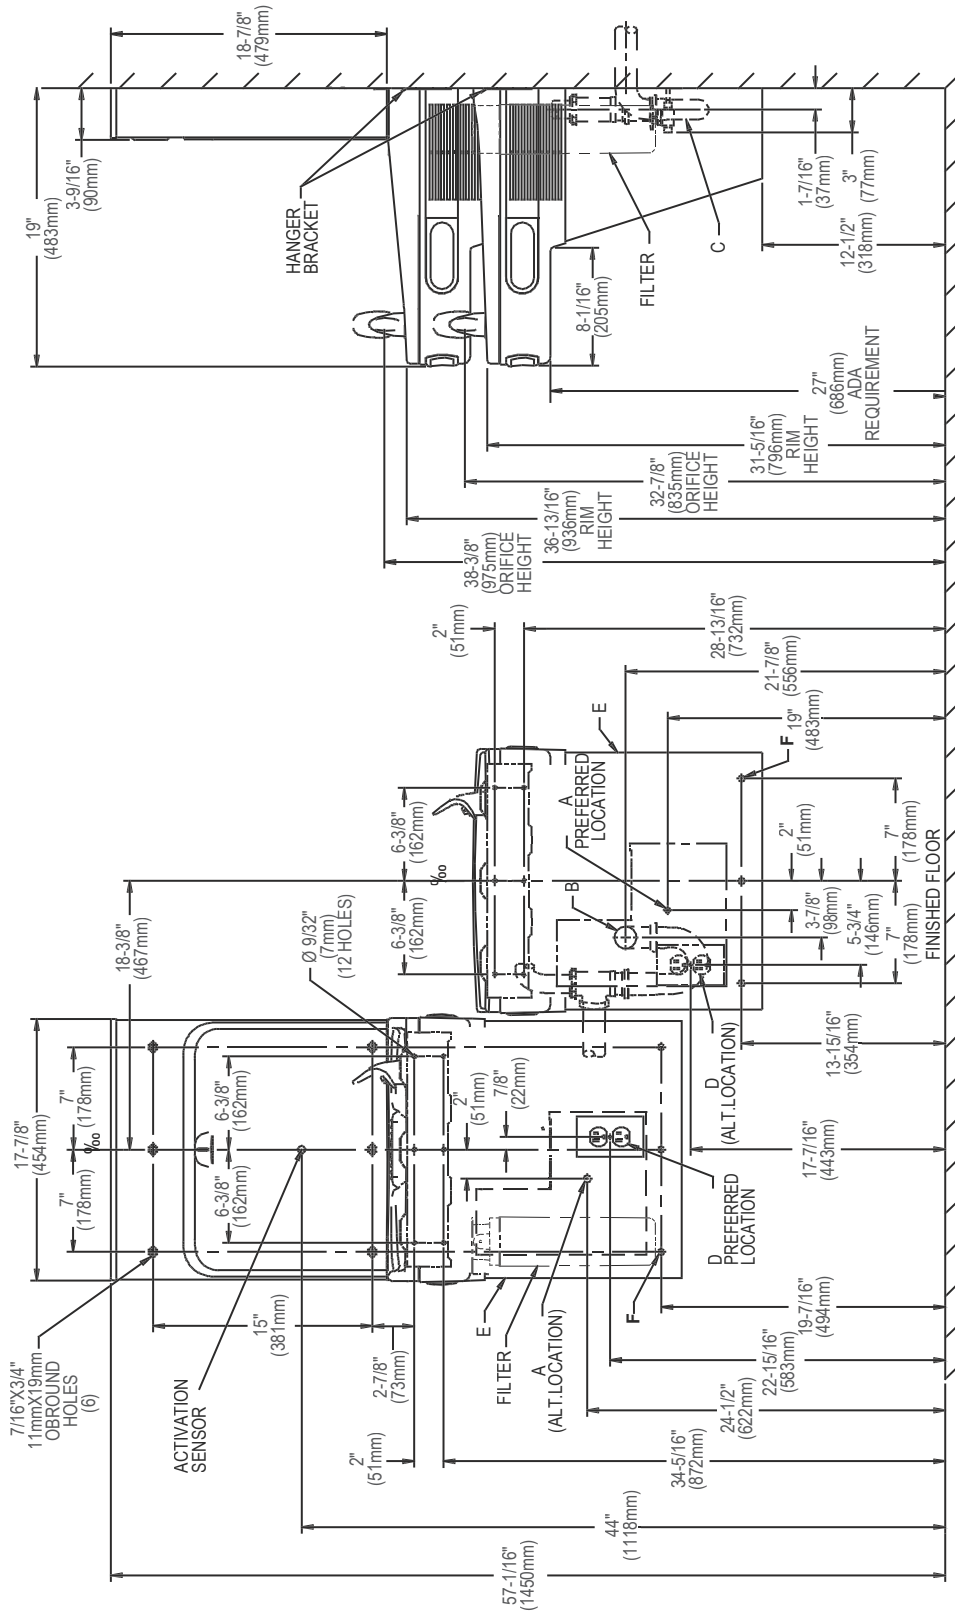 7/16"X3/4"
11mmX19mm
OBROUND
HOLES
(6)
ACTIVATION
SENSOR
57-1/16"
(1450mm)
44"
(1118mm)
34-5/16"
(872mm)
2"
(51mm)
15"
(381mm)
2-7/8"
(73mm)
17-7/8"
(454mm)
7"
(178mm)
7"
(178mm)
6-3/8"
(162mm)
6-3/8"
(162mm)
E
FILTER
A
(ALT.LOCATION)
F
24-1/2"
(622mm)
22-15/16"
(583mm)
19-7/16"
(494mm)
D
PREFERRED
LOCATION
2"
(51mm)
7/8"
(22mm)
18-3/8"
(467mm)
Ø 9/32"
(7mm)
(12 HOLES)
6-3/8"
(162mm)
6-3/8"
(162mm)
B
A
PREFERRED
LOCATION
E
D
(ALT.LOCATION)
17-7/16"
(443mm)
13-15/16"
(354mm)
F
7"
(178mm)
7"
(178mm)
5-3/4"
(146mm)
3-7/8"
(98mm)
2"
(51mm)
FINISHED FLOOR
19"
(483mm)
21-7/8"
(556mm)
28-13/16"
(732mm)
2"
(51mm)
38-3/8"
(975mm)
ORIFICE
HEIGHT
36-13/16"
(936mm)
RIM
HEIGHT
32-7/8"
(835mm)
ORIFICE
HEIGHT
31-5/16"
(796mm)
RIM
HEIGHT
27"
(686mm)
ADA
REQUIREMENT
19"
(483mm)
3-9/16"
(90mm)
18-7/8"
(479mm)
HANGER
BRACKET
8-1/16"
(205mm)
FILTER
C
12-1/2"
(318mm)
3"
(77mm)
1-7/16"
(37mm)